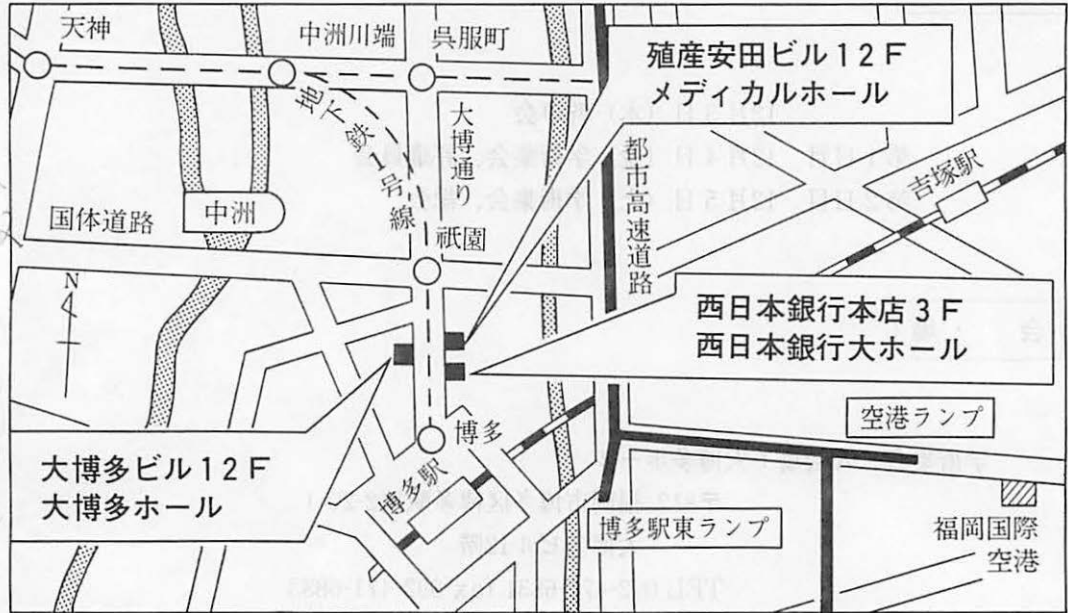 天神
中洲川端
呉服町
殖産安田ビル12F
メディカルホール
地下鉄
号線
大博通り
都市高速道路
吉塚駅
国体道路
中洲
祇園
N
西日本銀行本店3F
西日本銀行大ホール
空港ランプ
博多
大博多ビル12F
大博多ホール
博多駅
博多駅東ランプ
福岡国際
空港